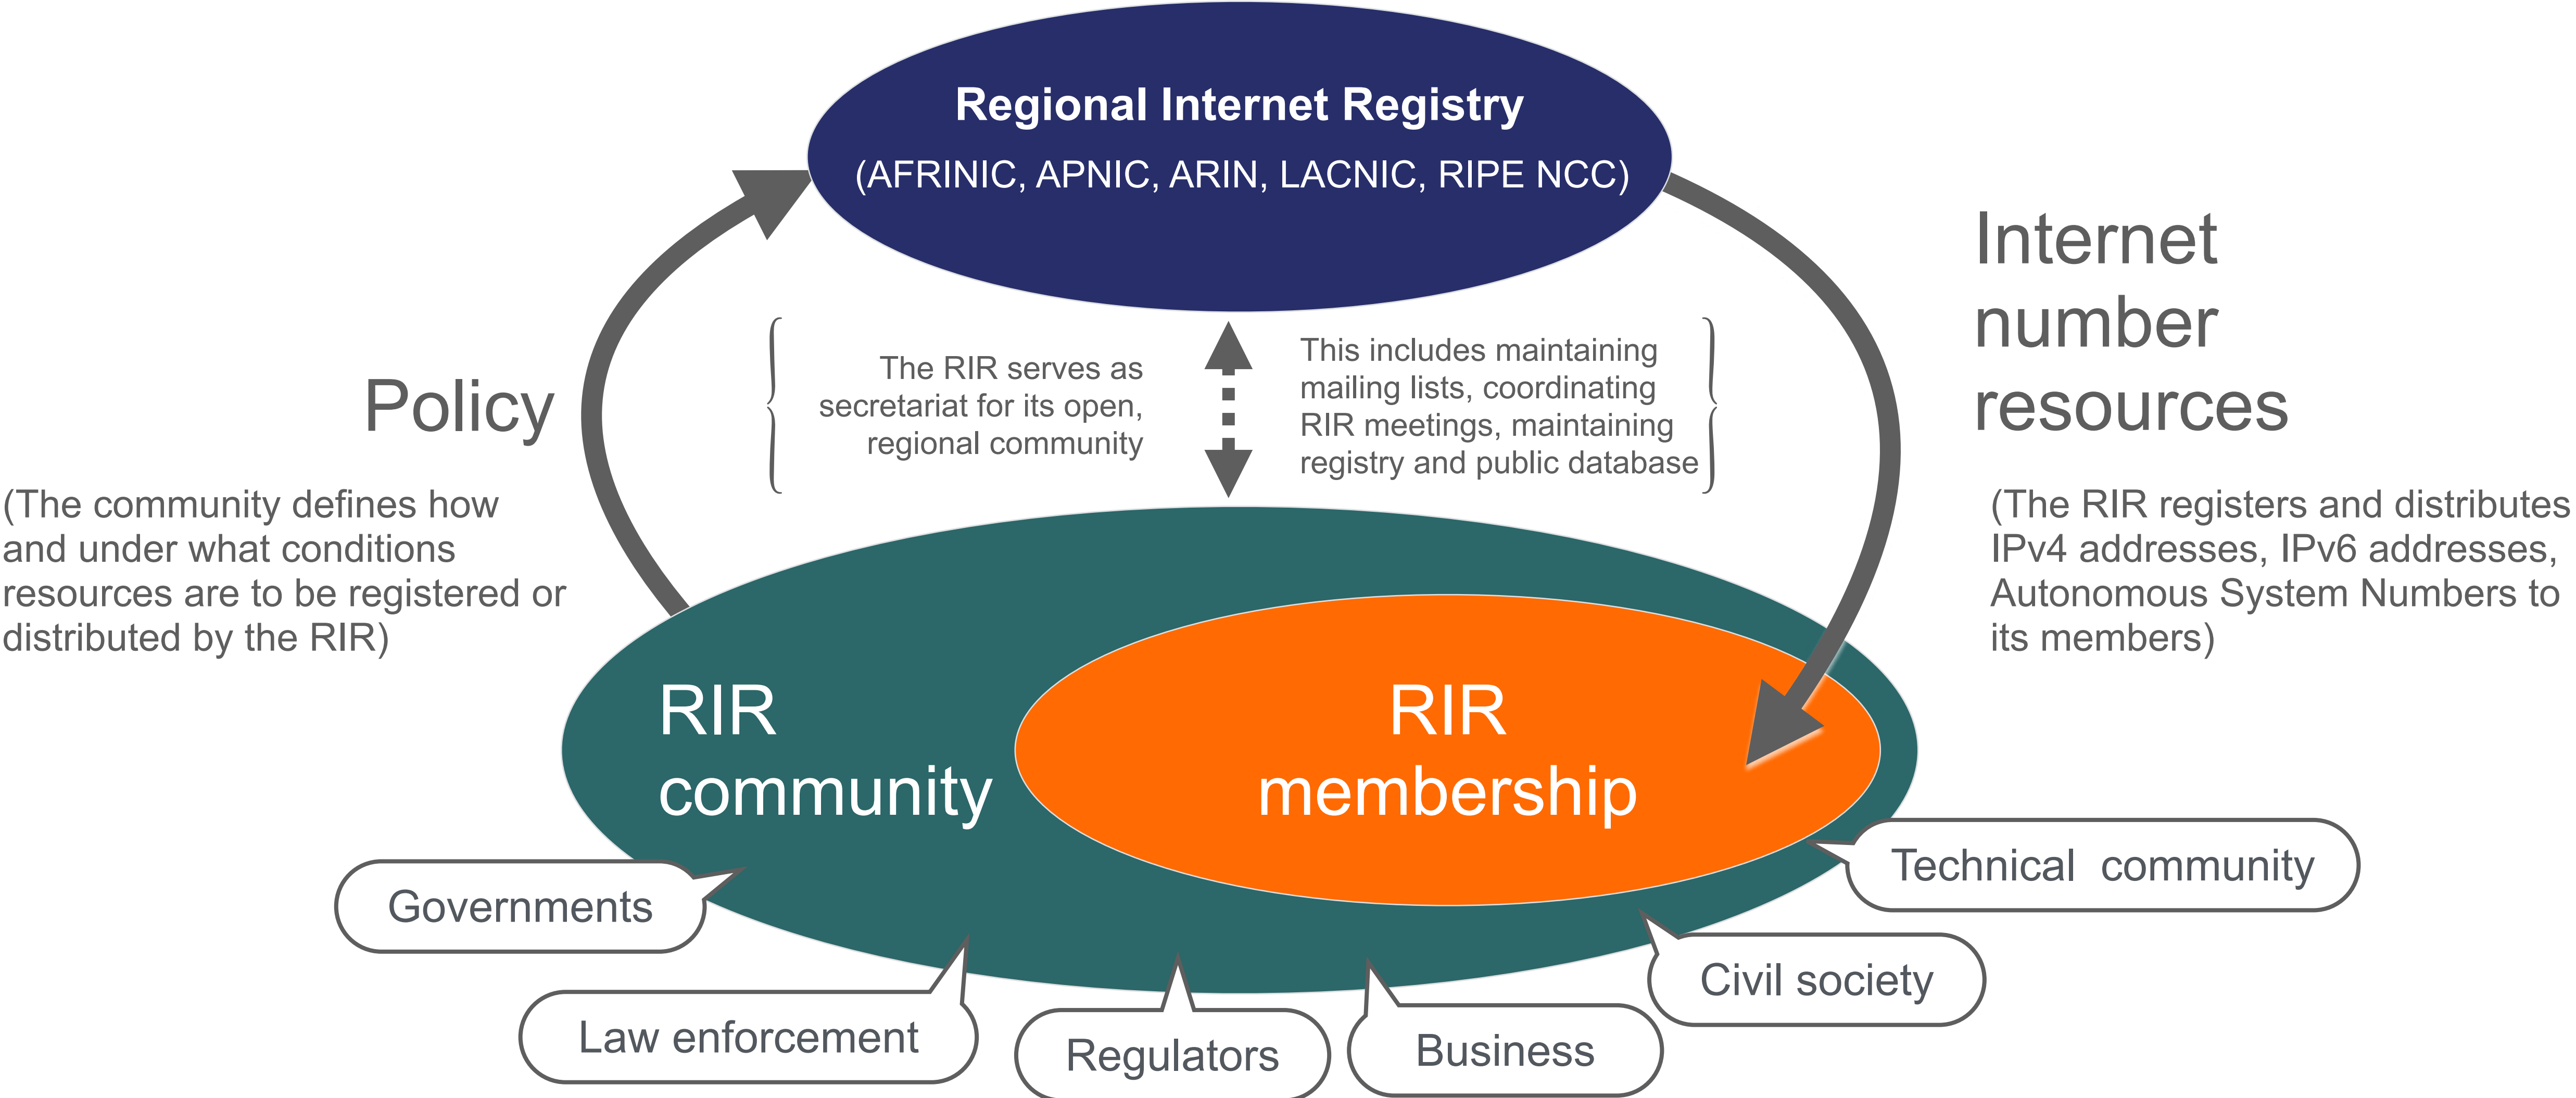 Regional Internet Registry
(AFRINIC, APNIC, ARIN, LACNIC, RIPE NCC)
Policy
(The community defines how
and under what conditions
resources are to be registered or
distributed by the RIR)
The RIR serves as
secretariat for its open,
regional community
This includes maintaining
mailing lists, coordinating
RIR meetings, maintaining
registry and public database
Internet
number
resources
(The RIR registers and distributes
IPv4 addresses, IPv6 addresses,
Autonomous System Numbers to
its members)
RIR
community
RIR
membership
Governments
Law enforcement
Regulators
Business
Civil society
Technical community